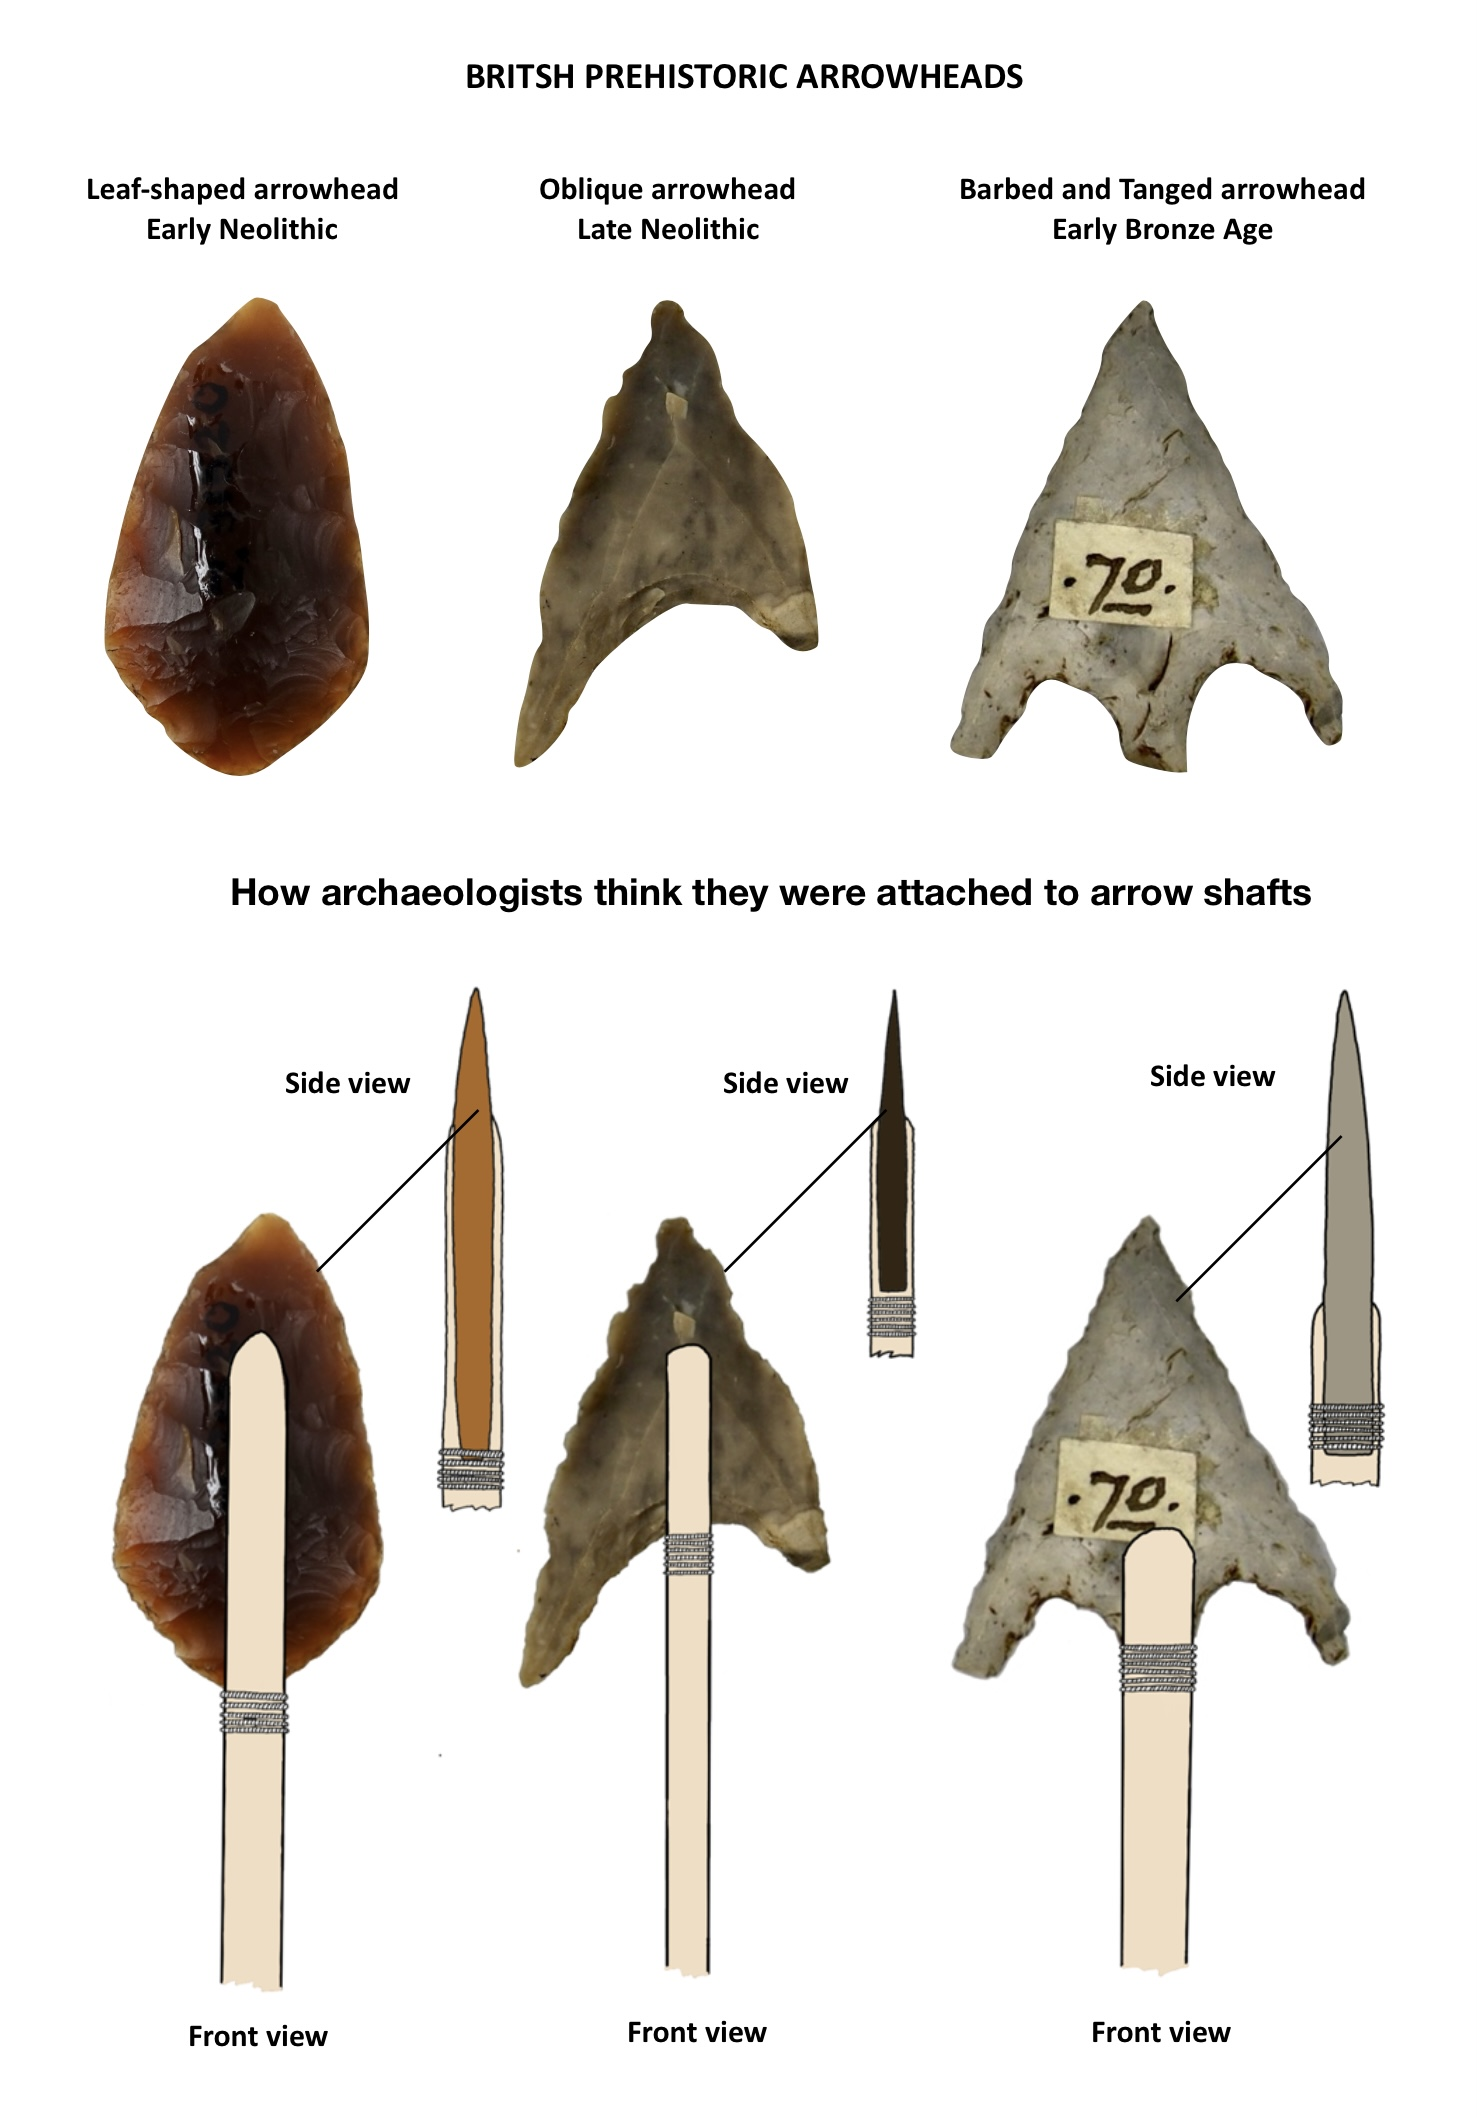 BRITSH PREHISTORIC ARROWHEADS
Leaf-shaped arrowhead
Early Neolithic
Oblique arrowhead
Late Neolithic
Barbed and Tanged arrowhead
Early Bronze Age
.70.
How archaeologists think they were attached to arrow shafts
Side view
Side view
Side view
.70.
Front view
Front view
Front view